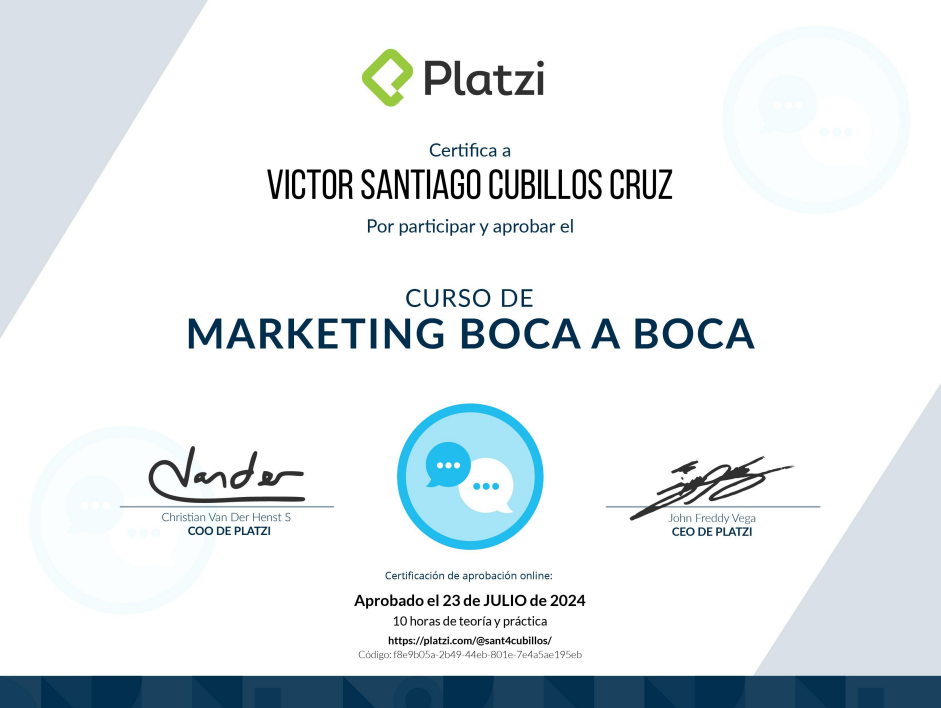 Platzi
Certifica a
VICTOR SANTIAGO CUBILLOS CRUZ
Por participar y aprobar el
CURSO DE
MARKETING BOCA A BOCA
Vander
Christian Van Der Henst S
COO DE PLATZI
John Freddy Vega
CEO DE PLATZI
Certificación de aprobación online:
Aprobado el 23 de JULIO de 2024
10 horas de teoría y práctica
https://platzi.com/@sant4cubillos/
Código: f8e9b05a-2b49-44eb-801e-7e4a5ae195eb